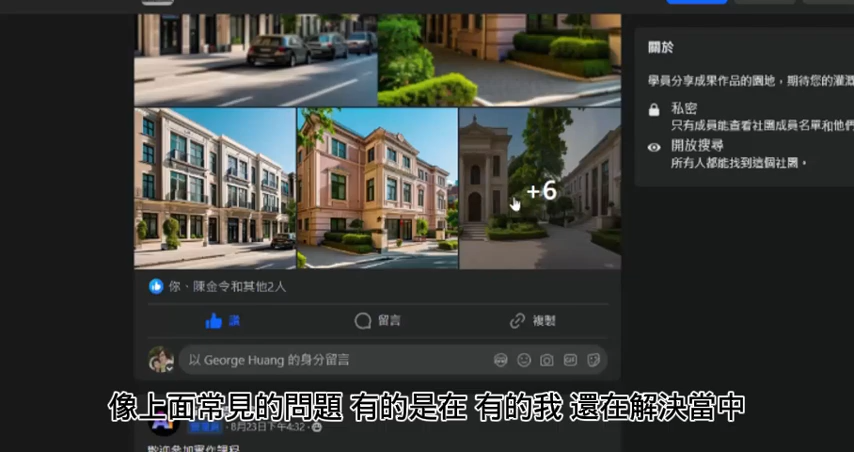 關於
學員分享成果作品的園地，期待您的灌溉
私密
只有成員能查看社團成員名單和他們
開放搜尋
所有人都能找到這個社團。
+6
你、陳金令和其他2人
讚
留言
複製
以 George Huang 的身分留言
GIF
像上面常見的問題 有的是在 有的我 還在解決當中
8月23日下午4:32